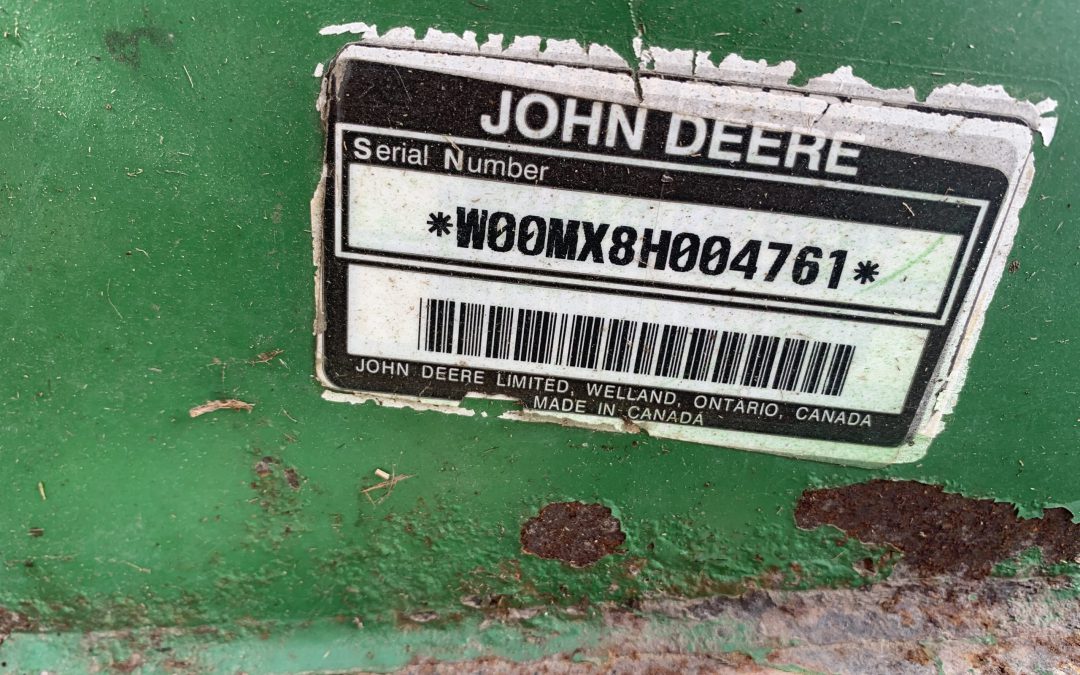 JOHN DEERE
Serial Number
*W00MX8H004761*
JOHN DEERE LIMITED, WELLAND, ONTARIO, CANADA
MADE IN CANADA